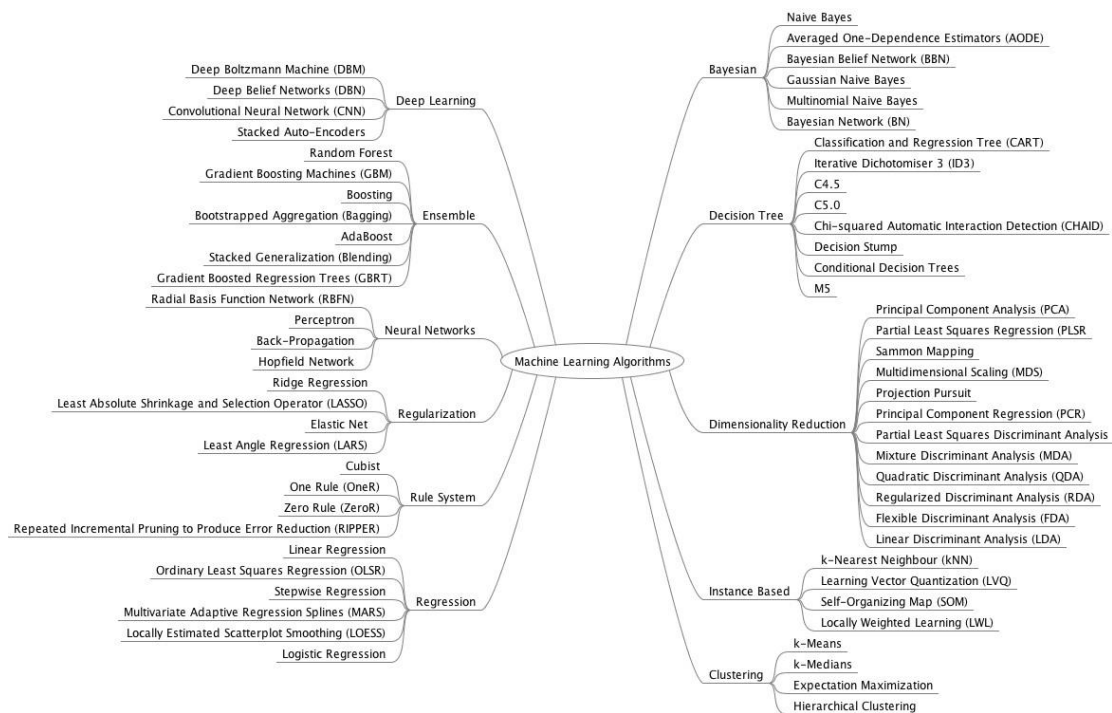 Machine Learning Algorithms
Deep Learning
Deep Boltzmann Machine (DBM)
Deep Belief Networks (DBN)
Convolutional Neural Network (CNN)
Stacked Auto-Encoders
Ensemble
Random Forest
Gradient Boosting Machines (GBM)
Boosting
Bootstrapped Aggregation (Bagging)
AdaBoost
Stacked Generalization (Blending)
Gradient Boosted Regression Trees (GBRT)
Neural Networks
Radial Basis Function Network (RBFN)
Perceptron
Back-Propagation
Hopfield Network
Regularization
Ridge Regression
Least Absolute Shrinkage and Selection Operator (LASSO)
Elastic Net
Least Angle Regression (LARS)
Rule System
Cubist
One Rule (OneR)
Zero Rule (ZeroR)
Repeated Incremental Pruning to Produce Error Reduction (RIPPER)
Regression
Linear Regression
Ordinary Least Squares Regression (OLSR)
Stepwise Regression
Multivariate Adaptive Regression Splines (MARS)
Locally Estimated Scatterplot Smoothing (LOESS)
Logistic Regression
Bayesian
Naive Bayes
Averaged One-Dependence Estimators (AODE)
Bayesian Belief Network (BBN)
Gaussian Naive Bayes
Multinomial Naive Bayes
Bayesian Network (BN)
Decision Tree
Classification and Regression Tree (CART)
Iterative Dichotomiser 3 (ID3)
C4.5
C5.0
Chi-squared Automatic Interaction Detection (CHAID)
Decision Stump
Conditional Decision Trees
M5
Dimensionality Reduction
Principal Component Analysis (PCA)
Partial Least Squares Regression (PLSR
Sammon Mapping
Multidimensional Scaling (MDS)
Projection Pursuit
Principal Component Regression (PCR)
Partial Least Squares Discriminant Analysis
Mixture Discriminant Analysis (MDA)
Quadratic Discriminant Analysis (QDA)
Regularized Discriminant Analysis (RDA)
Flexible Discriminant Analysis (FDA)
Linear Discriminant Analysis (LDA)
Instance Based
k-Nearest Neighbour (kNN)
Learning Vector Quantization (LVQ)
Self-Organizing Map (SOM)
Locally Weighted Learning (LWL)
Clustering
k-Means
k-Medians
Expectation Maximization
Hierarchical Clustering